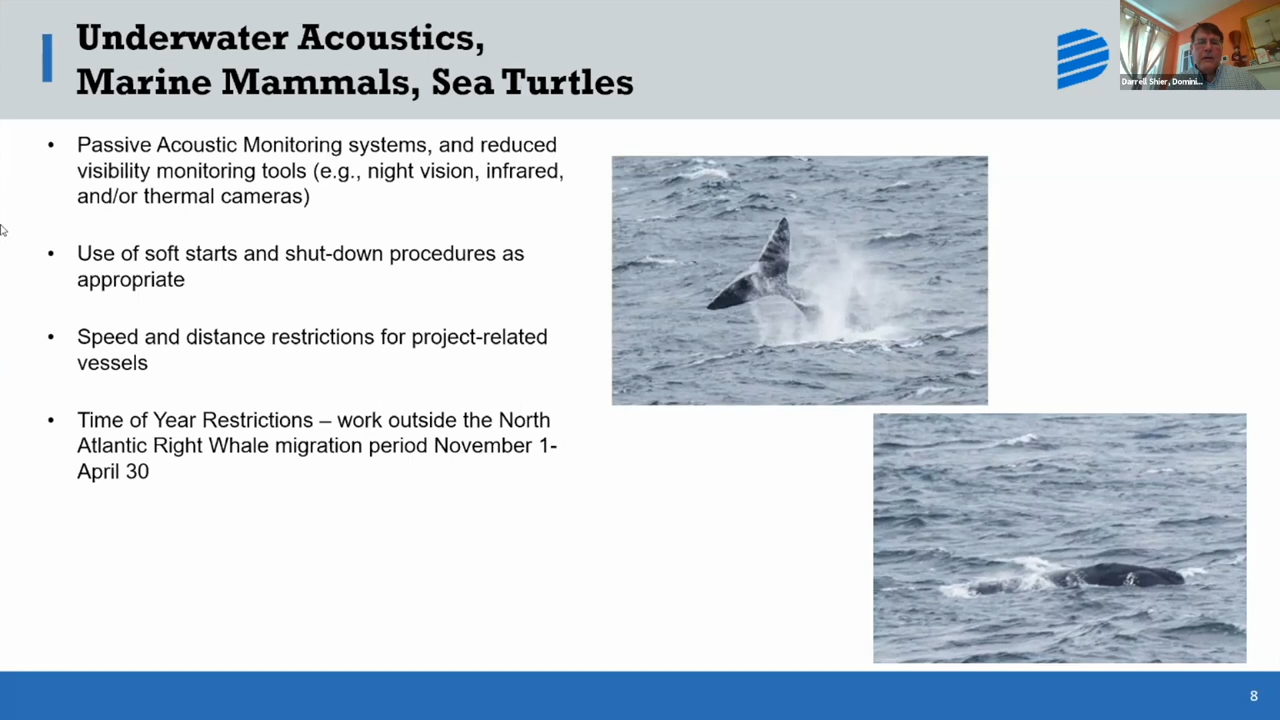 Underwater Acoustics,
Marine Mammals, Sea Turtles
Darrell Shier, Domini...
• Passive Acoustic Monitoring systems, and reduced
visibility monitoring tools (e.g., night vision, infrared,
and/or thermal cameras)
• Use of soft starts and shut-down procedures as
appropriate
• Speed and distance restrictions for project-related
vessels
• Time of Year Restrictions – work outside the North
Atlantic Right Whale migration period November 1-
April 30
8